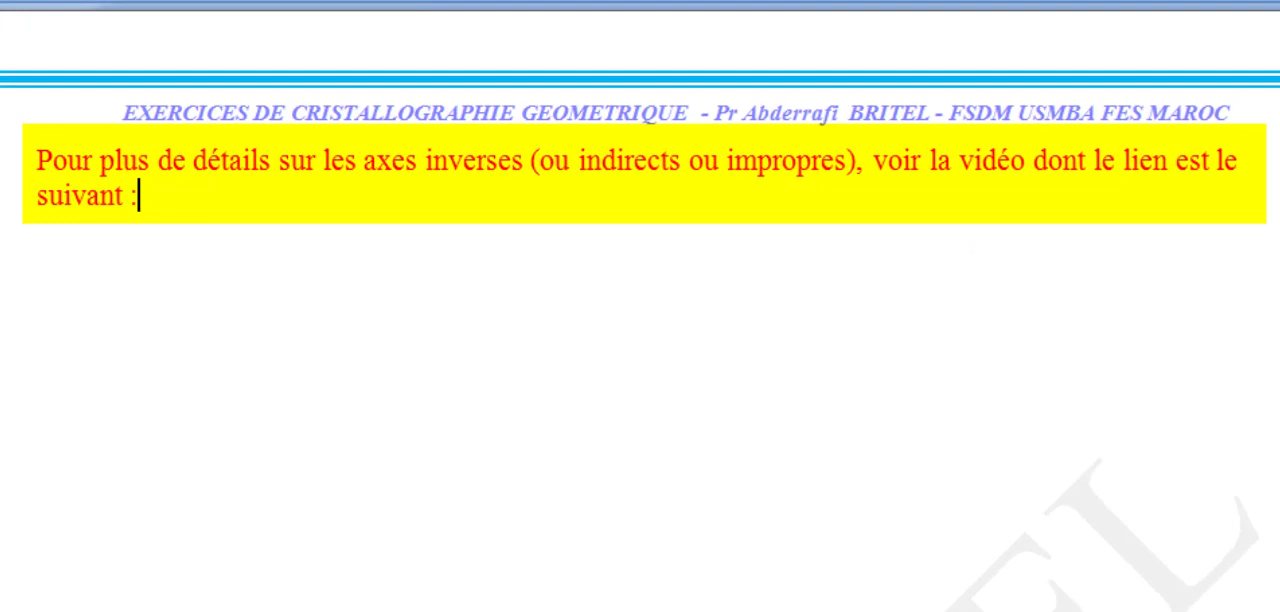 EXERCICES DE CRISTALLOGRAPHIE GEOMETRIQUE - Pr Abderrafi BRITEL - FSDM USMBA FES MAROC
Pour plus de détails sur les axes inverses (ou indirects ou impropres), voir la vidéo dont le lien est le
suivant :